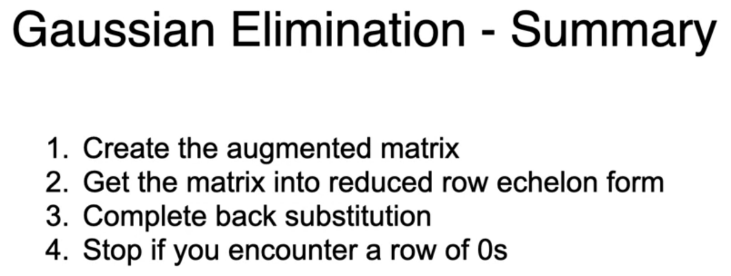 Gaussian Elimination - Summary
1. Create the augmented matrix
2. Get the matrix into reduced row echelon form
3. Complete back substitution
4. Stop if you encounter a row of 0s